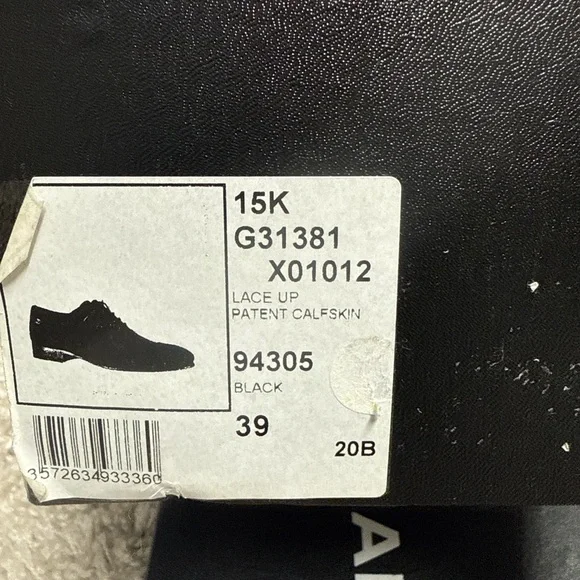 15K
G31381
X01012
LACE UP
PATENT CALFSKIN
94305
BLACK
39
20B
3572634933360